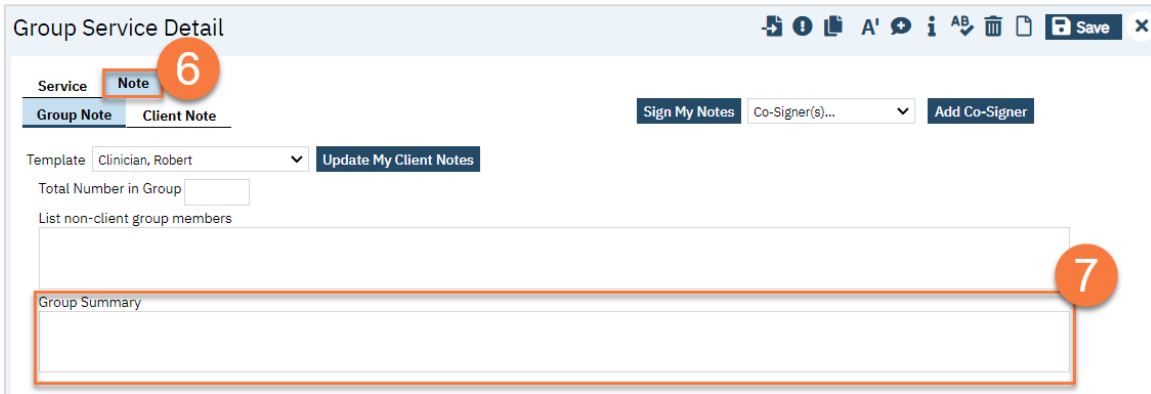 Group Service Detail
A' i AB Save
Service Note 6
Group Note Client Note
Sign My Notes Co-Signer(s)... Add Co-Signer
Template Clinician, Robert Update My Client Notes
Total Number in Group
List non-client group members
7
Group Summary